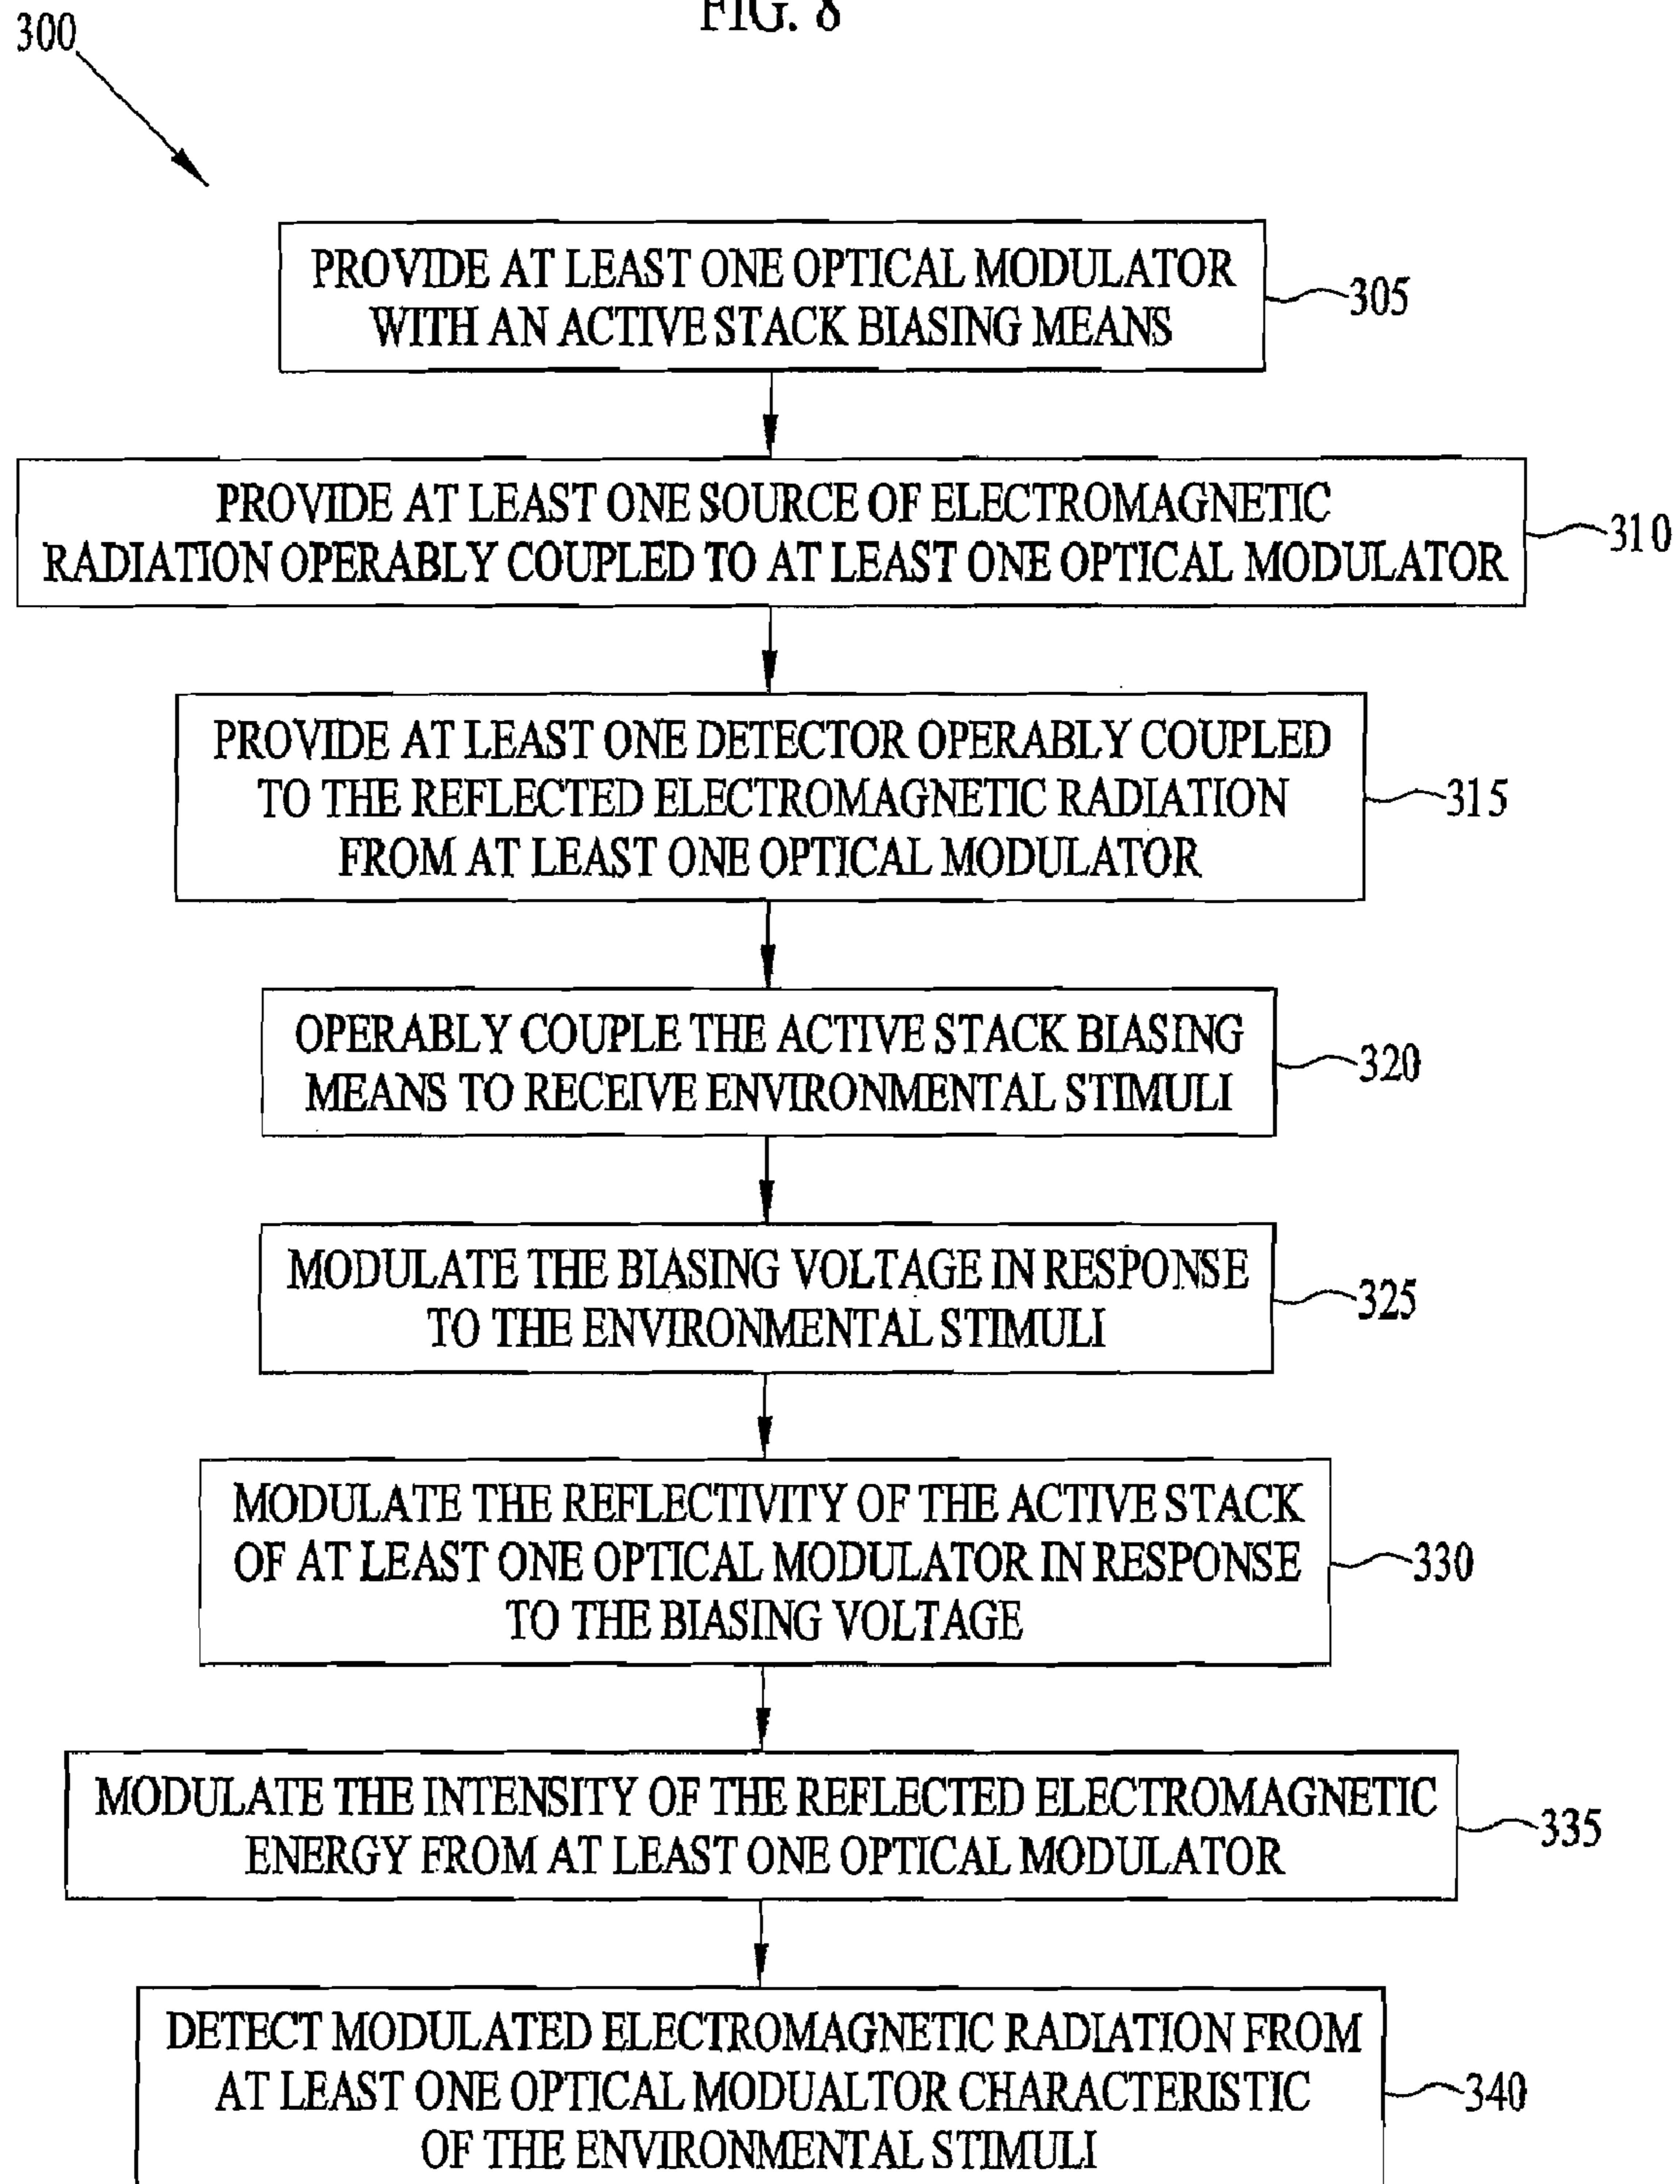 FIG. 8
300
PROVIDE AT LEAST ONE OPTICAL MODULATOR
WITH AN ACTIVE STACK BIASING MEANS
305
PROVIDE AT LEAST ONE SOURCE OF ELECTROMAGNETIC
RADIATION OPERABLY COUPLED TO AT LEAST ONE OPTICAL MODULATOR
310
PROVIDE AT LEAST ONE DETECTOR OPERABLY COUPLED
TO THE REFLECTED ELECTROMAGNETIC RADIATION
FROM AT LEAST ONE OPTICAL MODULATOR
315
OPERABLY COUPLE THE ACTIVE STACK BIASING
MEANS TO RECEIVE ENVIRONMENTAL STIMULI
320
MODULATE THE BIASING VOLTAGE IN RESPONSE
TO THE ENVIRONMENTAL STIMULI
325
MODULATE THE REFLECTIVITY OF THE ACTIVE STACK
OF AT LEAST ONE OPTICAL MODULATOR IN RESPONSE
TO THE BIASING VOLTAGE
330
MODULATE THE INTENSITY OF THE REFLECTED ELECTROMAGNETIC
ENERGY FROM AT LEAST ONE OPTICAL MODULATOR
335
DETECT MODULATED ELECTROMAGNETIC RADIATION FROM
AT LEAST ONE OPTICAL MODUALTOR CHARACTERISTIC
OF THE ENVIRONMENTAL STIMULI
340